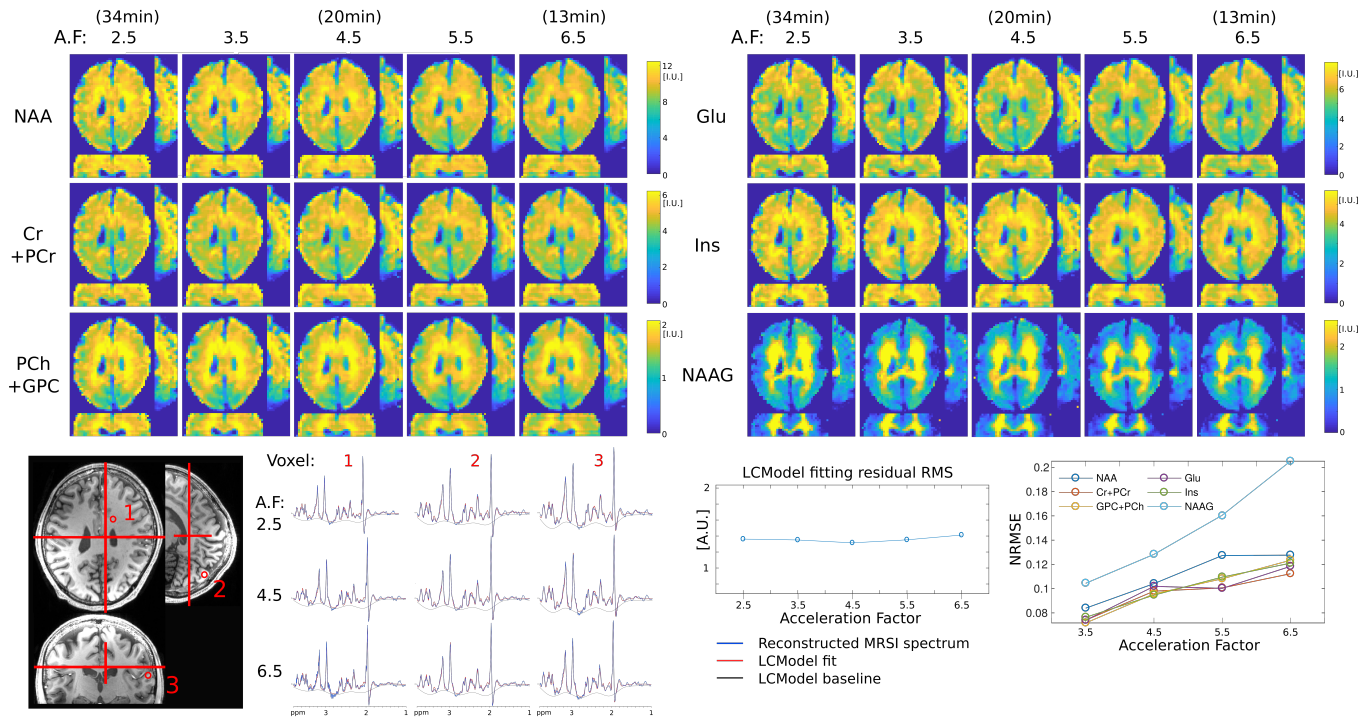 (34min) (20min) (13min)
A.F: 2.5 3.5 4.5 5.5 6.5
NAA
12
[I.U.]
8
4
0
Cr
+PCr
6
[I.U.]
4
2
0
PCh
+GPC
2
[I.U.]
1
0
(34min) (20min) (13min)
A.F: 2.5 3.5 4.5 5.5 6.5
Glu
[I.U.]
6
4
2
0
Ins
[I.U.]
4
2
0
NAAG
[I.U.]
2
1
0
1
2
3
Voxel: 1 2 3
A.F:
2.5
4.5
6.5
ppm 3 2 1
ppm 3 2 1
ppm 3 2 1
LCModel fitting residual RMS
[A.U.]
2
1
2.5 3.5 4.5 5.5 6.5
Acceleration Factor
Reconstructed MRSI spectrum
LCModel fit
LCModel baseline
NRMSE
0.2
0.18
0.16
0.14
0.12
0.1
0.08
NAA Glu
Cr+PCr Ins
GPC+PCh NAAG
3.5 4.5 5.5 6.5
Acceleration Factor